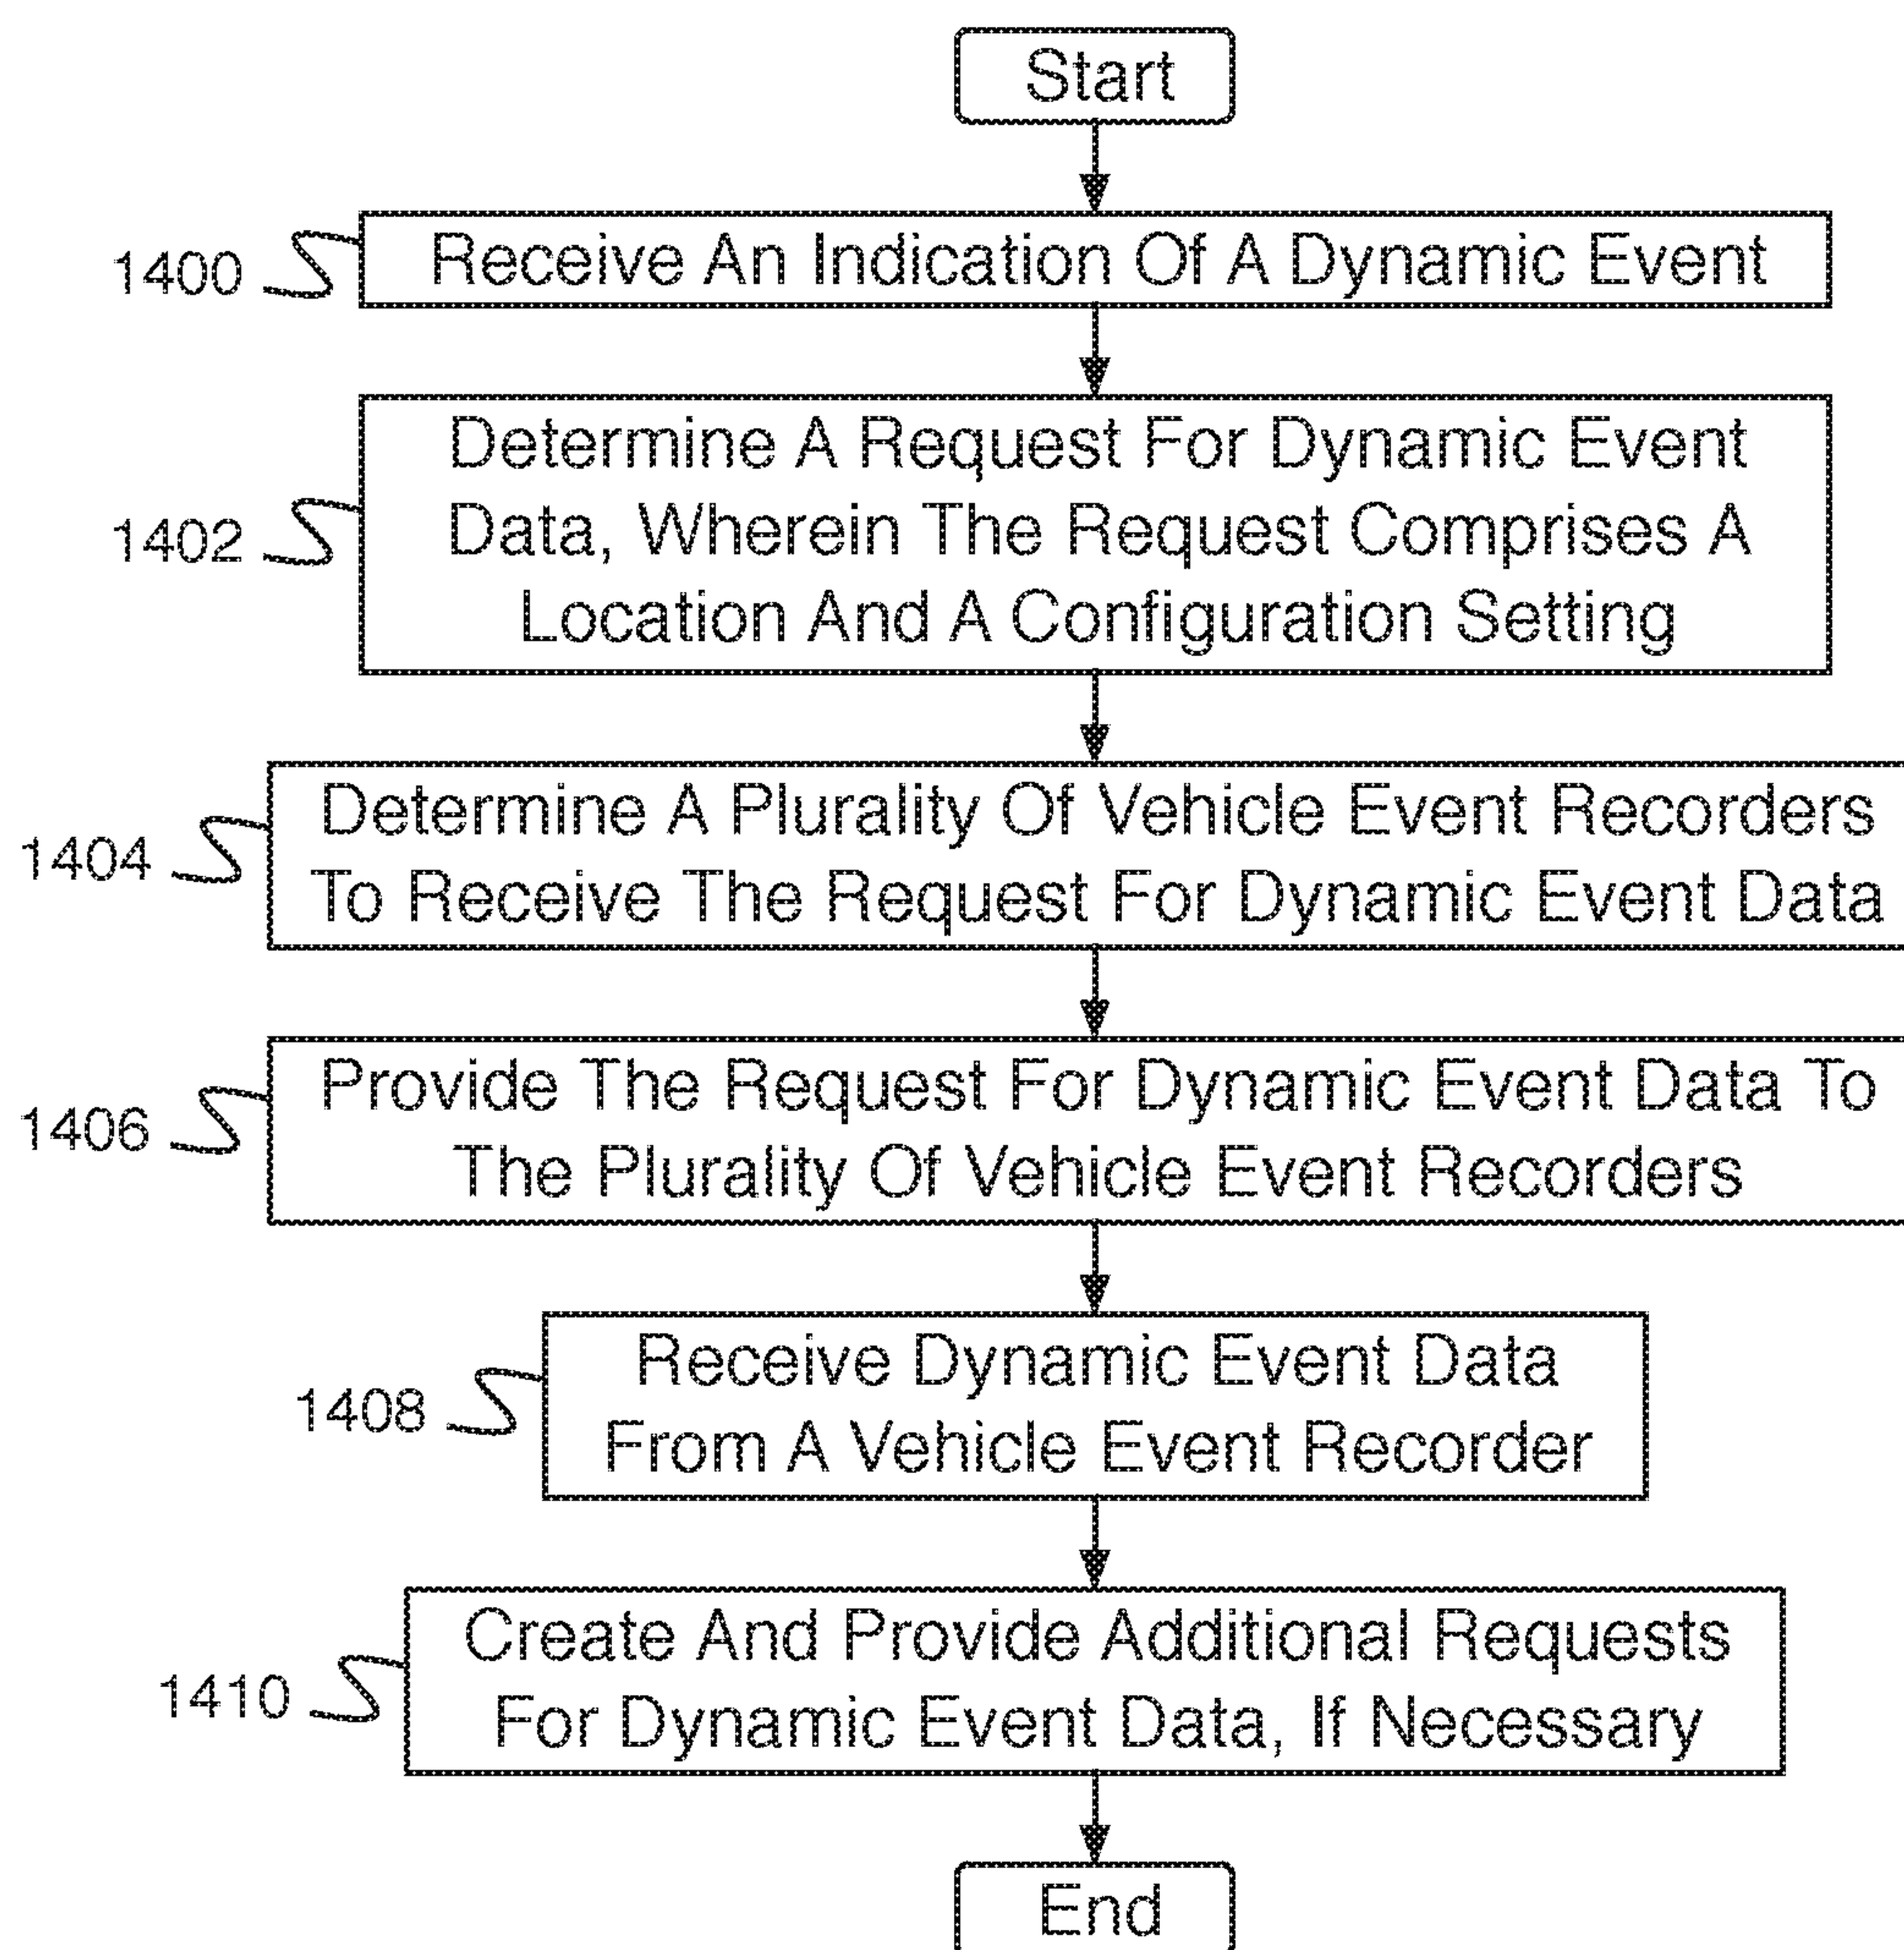 Start
1400
Receive An Indication Of A Dynamic Event
Determine A Request For Dynamic Event
1402
Data, Wherein The Request Comprises A
Location And A Configuration Setting
Determine A Plurality Of Vehicle Event Recorders
1404
To Receive The Request For Dynamic Event Data
Provide The Request For Dynamic Event Data To
1406
The Plurality Of Vehicle Event Recorders
Receive Dynamic Event Data
1408
From A Vehicle Event Recorder
Create And Provide Additional Requests
1410
For Dynamic Event Data, If Necessary
End